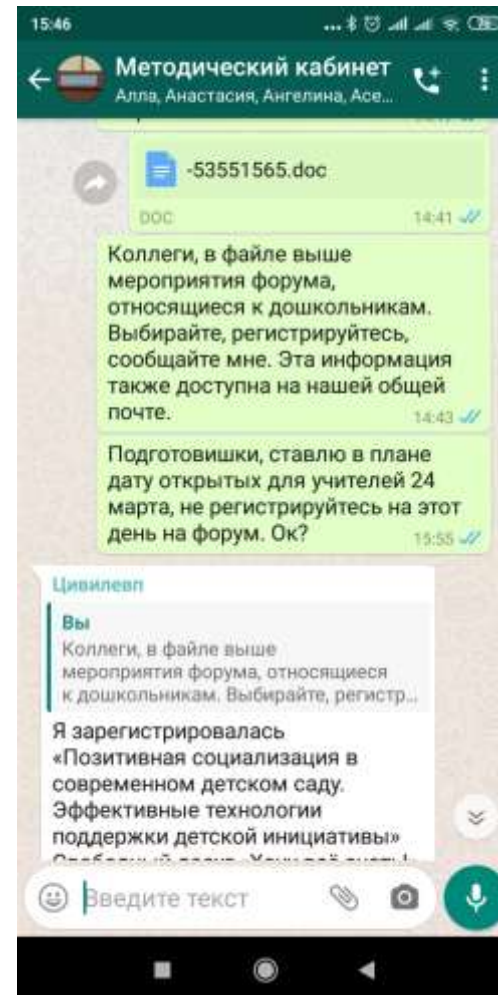 15:46
Методический кабинет
Алла, Анастасия, Ангелина, Асе...
-53551565.doc
DOC
14:41
Коллеги, в файле выше
мероприятия форума,
относящиеся к дошкольникам.
Выбирайте, регистрируйтесь,
сообщайте мне. Эта информация
также доступна на нашей общей
почте.
14:43
Подготовишки, ставлю в плане
дату открытых для учителей 24
марта, не регистрируйтесь на этот
день на форум. Ок?
15:55
Цивилевп
Вы
Коллеги, в файле выше
мероприятия форума, относящиеся
к дошкольникам. Выбирайте, регистр...
Я зарегистрировалась
«Позитивная социализация в
современном детском саду.
Эффективные технологии
поддержки детской инициативы»
Введите текст